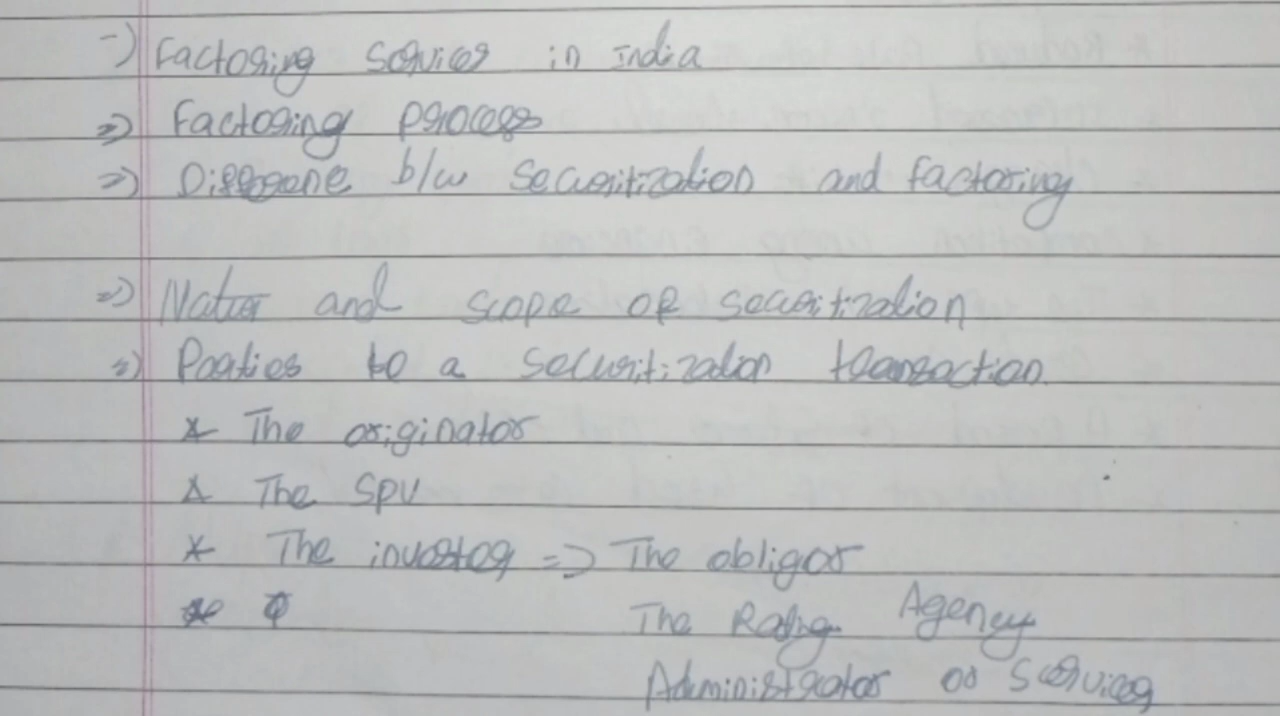 -) Factoring Services in India
=) Factoring process
=) Differene b/w Securitization and factoring
=) Nature and scope of securitization
=) Parties to a Securitization transaction
* The originator
* The SPV
* The investor => The obligor
The Rating Agency
Administrator or Servicer